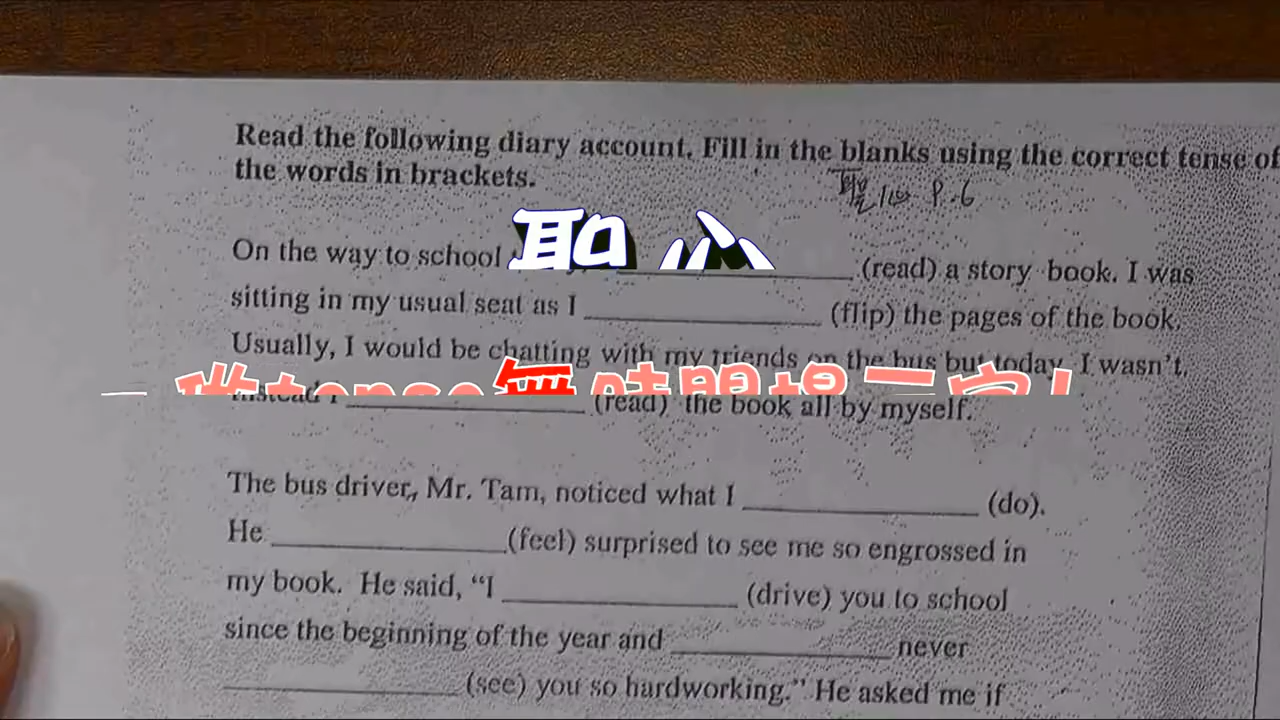 Read the following diary account. Fill in the blanks using the correct tense of
the words in brackets.
P.6
On the way to school ____________ (read) a story book. I was
sitting in my usual seat as I ____________ (flip) the pages of the book.
Usually, I would be chatting with my friends on the bus but today, I wasn't.
Instead I ____________ (read) the book all by myself.
The bus driver, Mr. Tam, noticed what I ____________ (do).
He ____________ (feel) surprised to see me so engrossed in
my book. He said, “I ____________ (drive) you to school
since the beginning of the year and ____________ never
____________ (see) you so hardworking.” He asked me if